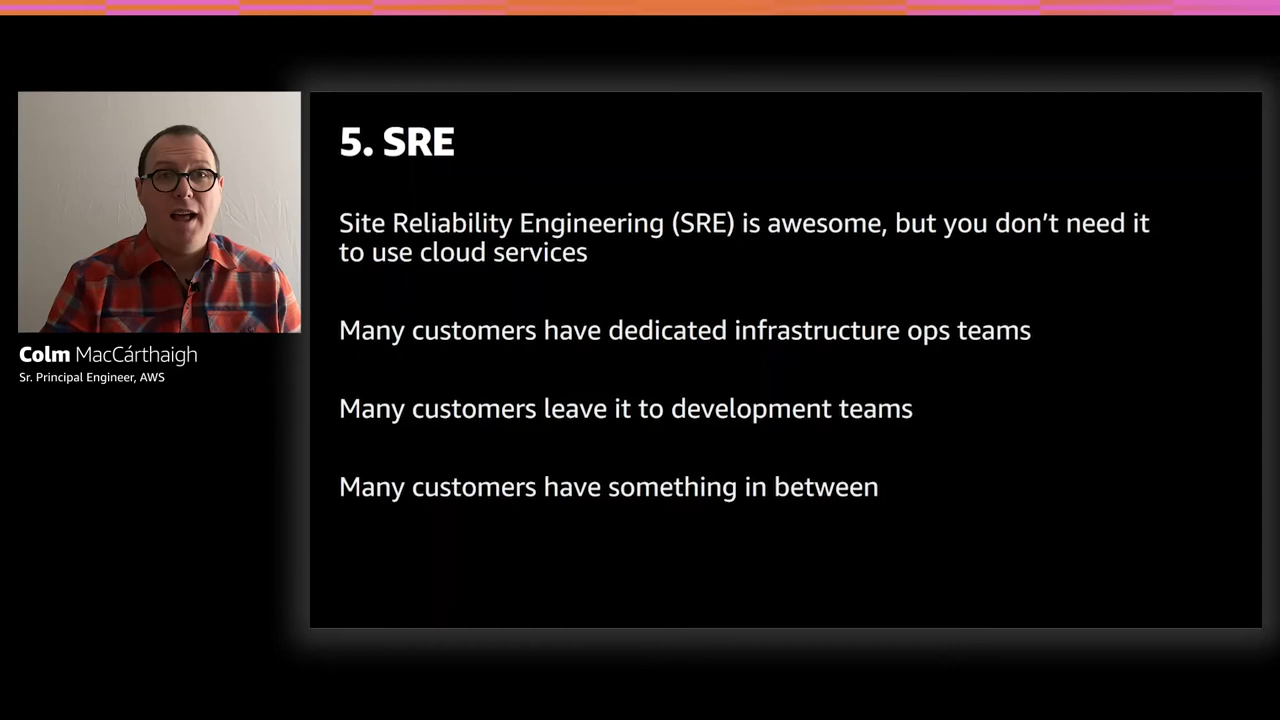 5. SRE
Site Reliability Engineering (SRE) is awesome, but you don’t need it
to use cloud services
Many customers have dedicated infrastructure ops teams
Many customers leave it to development teams
Many customers have something in between
Colm MacCárthaigh
Sr. Principal Engineer, AWS